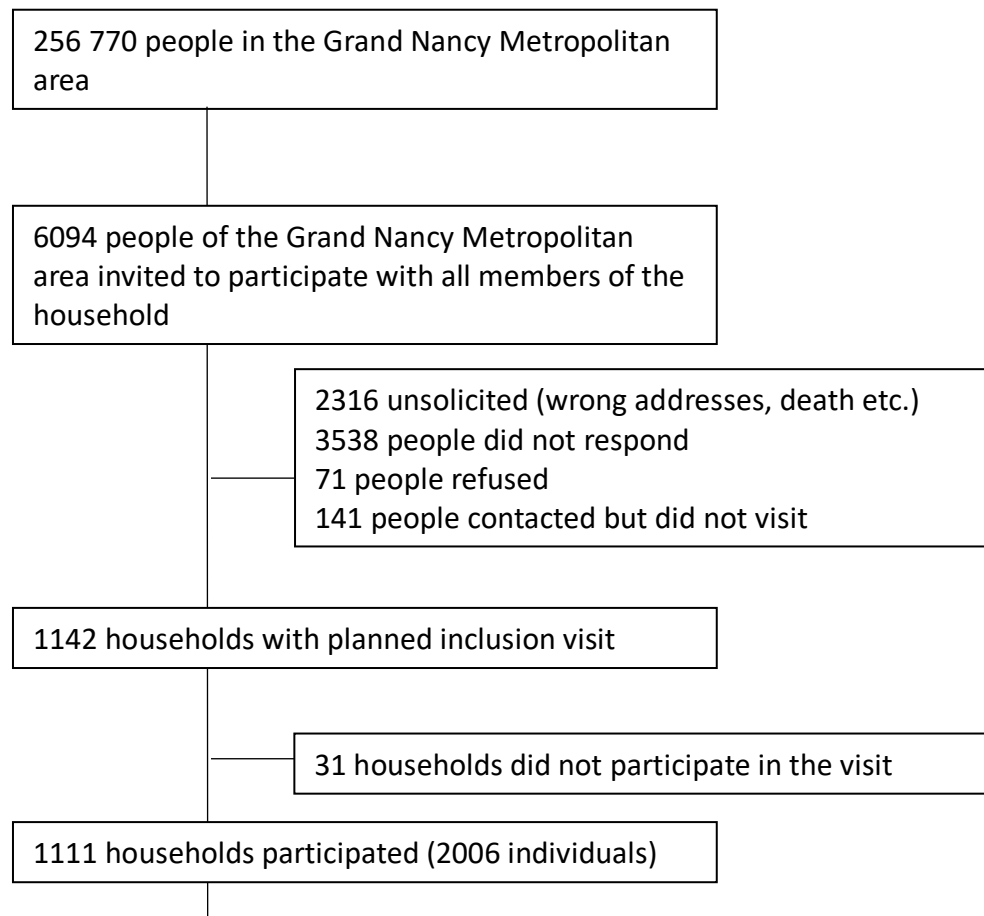 256 770 people in the Grand Nancy Metropolitan
area
6094 people of the Grand Nancy Metropolitan
area invited to participate with all members of the
household
2316 unsolicited (wrong addresses, death etc.)
3538 people did not respond
71 people refused
141 people contacted but did not visit
1142 households with planned inclusion visit
31 households did not participate in the visit
1111 households participated (2006 individuals)